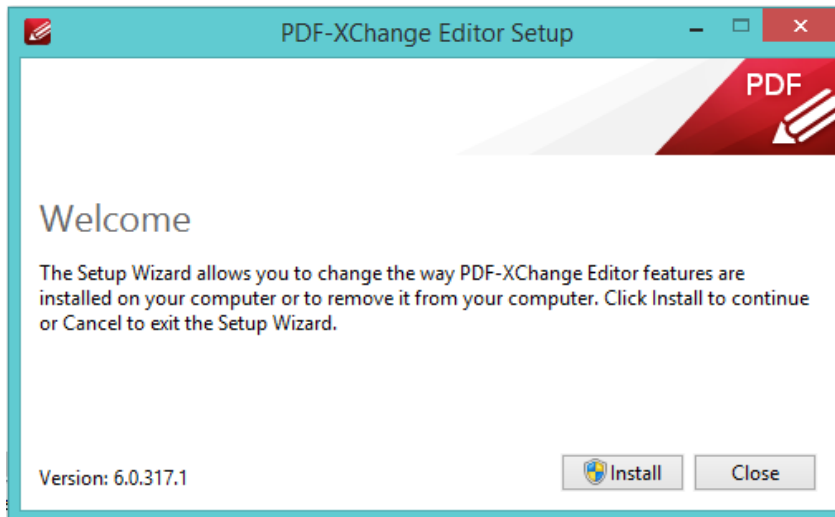 PDF-XChange Editor Setup
PDF
Welcome
The Setup Wizard allows you to change the way PDF-XChange Editor features are
installed on your computer or to remove it from your computer. Click Install to continue
or Cancel to exit the Setup Wizard.
Version: 6.0.317.1
Install
Close